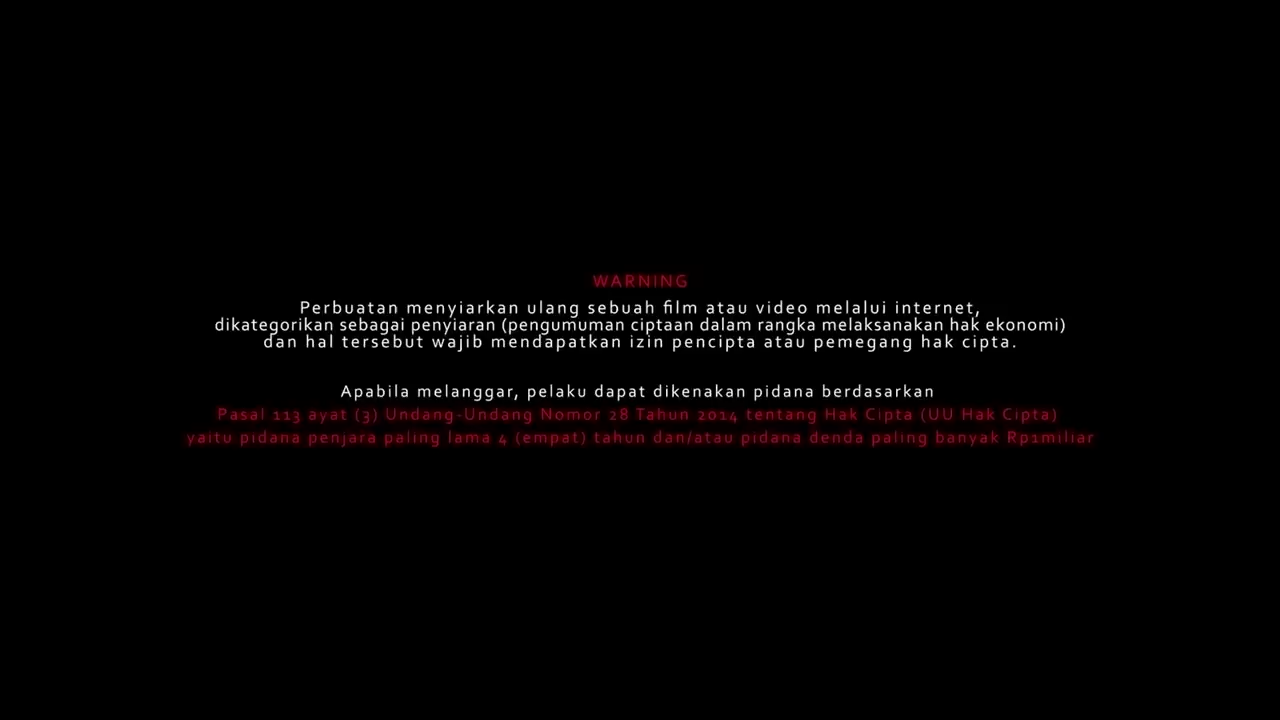 WARNING
Perbuatan menyiarkan ulang sebuah film atau video melalui internet,
dikategorikan sebagai penyiaran (pengumuman ciptaan dalam rangka melaksanakan hak ekonomi)
dan hal tersebut wajib mendapatkan izin pencipta atau pemegang hak cipta.
Apabila melanggar, pelaku dapat dikenakan pidana berdasarkan
Pasal 113 ayat (3) Undang-Undang Nomor 28 Tahun 2014 tentang Hak Cipta (UU Hak Cipta)
yaitu pidana penjara paling lama 4 (empat) tahun dan/atau pidana denda paling banyak Rp1miliar